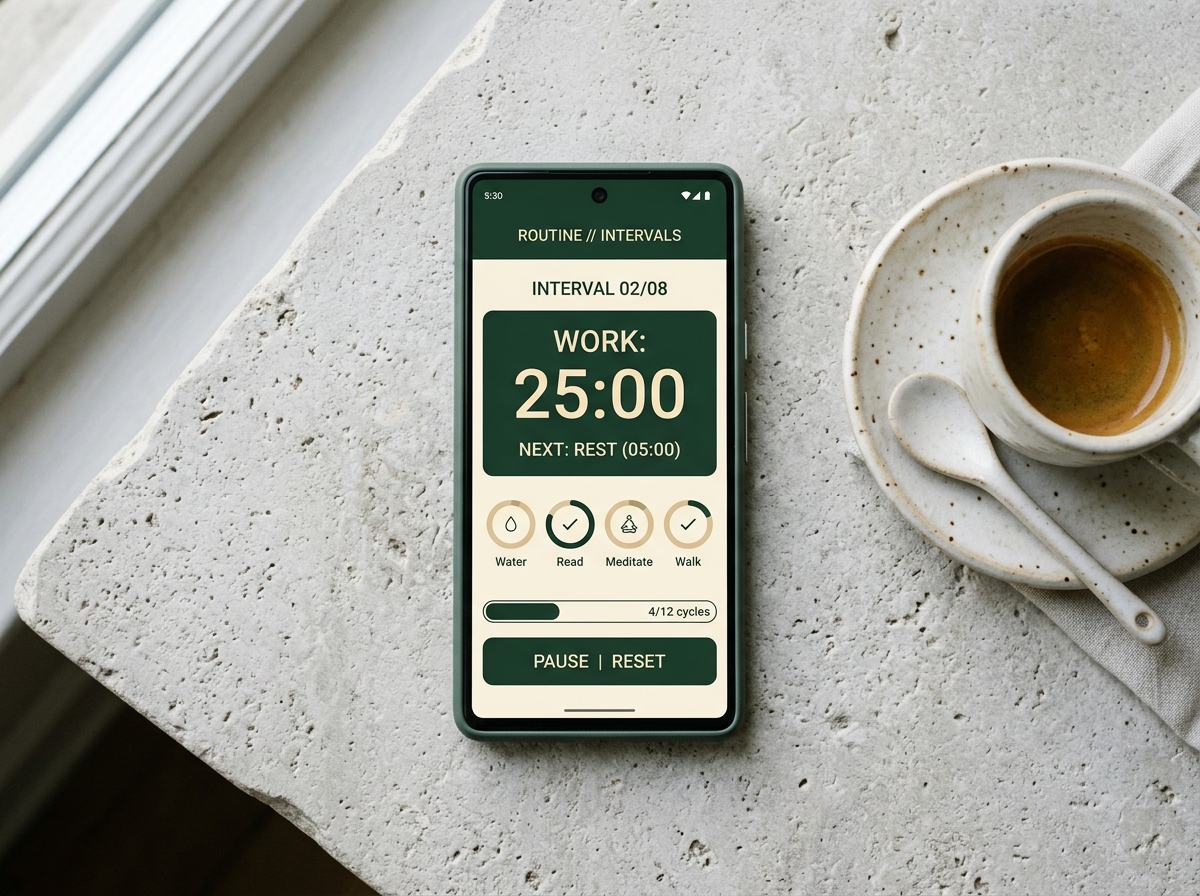 5:30
ROUTINE // INTERVALS
INTERVAL 02/08
WORK:
25:00
NEXT: REST (05:00)
Water Read Meditate Walk
4/12 cycles
PAUSE | RESET